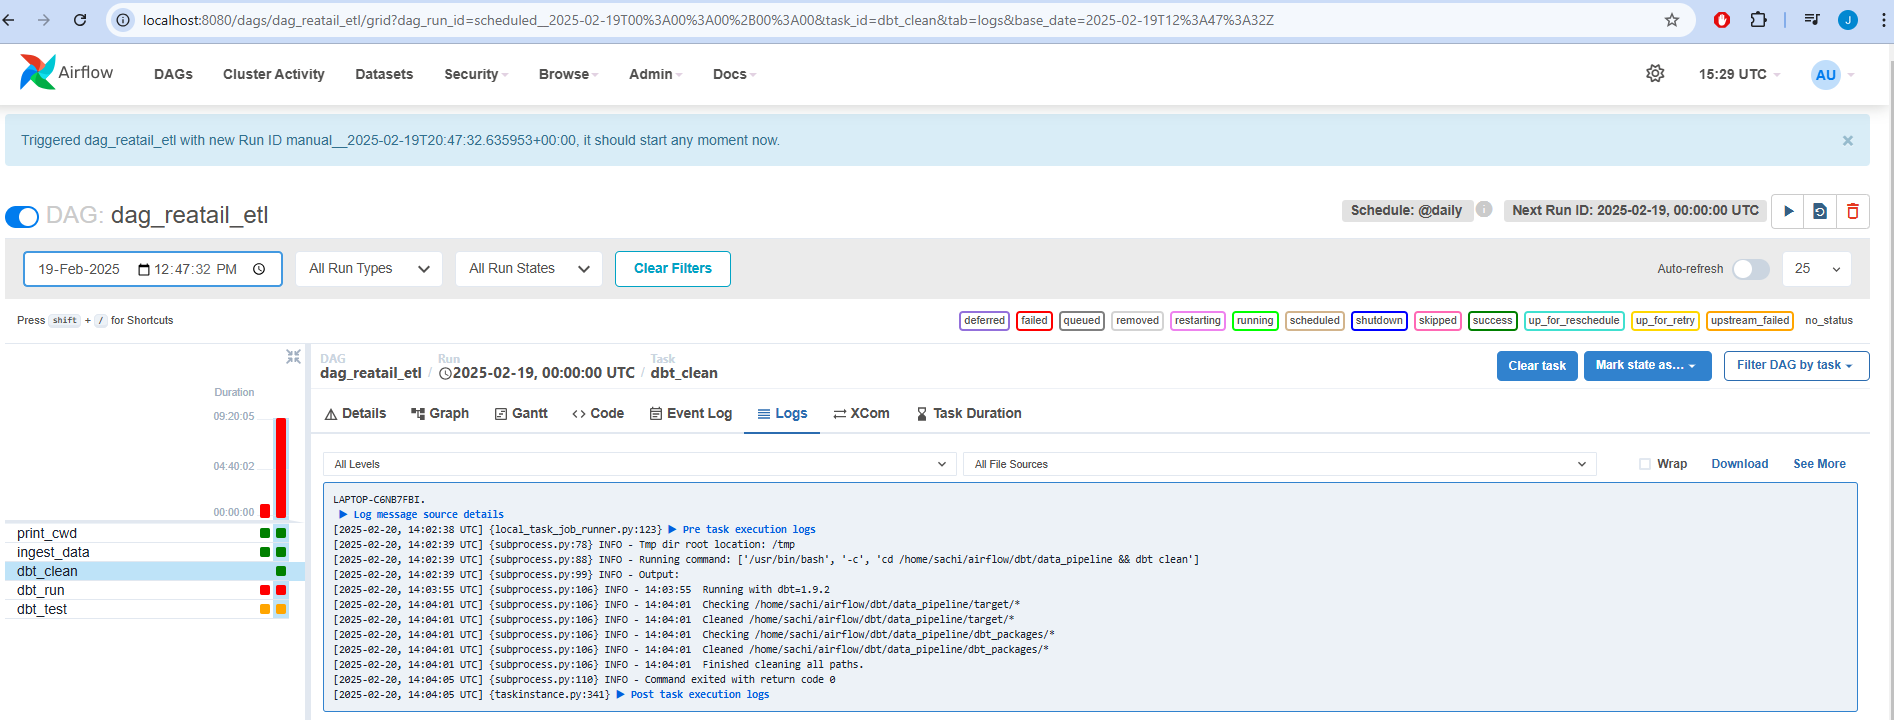 localhost:8080/dags/dag_reatail_etl/grid?dag_run_id=scheduled__2025-02-19T00%3A00%3A00%2B00%3A00&task_id=dbt_clean&tab=logs&base_date=2025-02-19T12%3A47%3A32Z
J
Airflow DAGs Cluster Activity Datasets Security Browse Admin Docs 15:29 UTC AU
Triggered dag_reatail_etl with new Run ID manual__2025-02-19T20:47:32.635953+00:00, it should start any moment now. ×
DAG: dag_reatail_etl Schedule: @daily i Next Run ID: 2025-02-19, 00:00:00 UTC
19-Feb-2025 12:47:32 PM All Run Types All Run States Clear Filters Auto-refresh 25
Press shift + / for Shortcuts deferred failed queued removed restarting running scheduled shutdown skipped success up_for_reschedule up_for_retry upstream_failed no_status
DAG Run Task
dag_reatail_etl / 2025-02-19, 00:00:00 UTC / dbt_clean Clear task Mark state as... Filter DAG by task
Duration
09:20:05
04:40:02
00:00:00
print_cwd
ingest_data
dbt_clean
dbt_run
dbt_test
Details Graph Gantt Code Event Log Logs XCom Task Duration
All Levels All File Sources Wrap Download See More
LAPTOP-C6NB7FBI.
▶ Log message source details
[2025-02-20, 14:02:38 UTC] {local_task_job_runner.py:123} ▶ Pre task execution logs
[2025-02-20, 14:02:39 UTC] {subprocess.py:78} INFO - Tmp dir root location: /tmp
[2025-02-20, 14:02:39 UTC] {subprocess.py:88} INFO - Running command: ['/usr/bin/bash', '-c', 'cd /home/sachi/airflow/dbt/data_pipeline && dbt clean']
[2025-02-20, 14:02:39 UTC] {subprocess.py:99} INFO - Output:
[2025-02-20, 14:03:55 UTC] {subprocess.py:106} INFO - 14:03:55 Running with dbt=1.9.2
[2025-02-20, 14:04:01 UTC] {subprocess.py:106} INFO - 14:04:01 Checking /home/sachi/airflow/dbt/data_pipeline/target/*
[2025-02-20, 14:04:01 UTC] {subprocess.py:106} INFO - 14:04:01 Cleaned /home/sachi/airflow/dbt/data_pipeline/target/*
[2025-02-20, 14:04:01 UTC] {subprocess.py:106} INFO - 14:04:01 Checking /home/sachi/airflow/dbt/data_pipeline/dbt_packages/*
[2025-02-20, 14:04:01 UTC] {subprocess.py:106} INFO - 14:04:01 Cleaned /home/sachi/airflow/dbt/data_pipeline/dbt_packages/*
[2025-02-20, 14:04:01 UTC] {subprocess.py:106} INFO - 14:04:01 Finished cleaning all paths.
[2025-02-20, 14:04:05 UTC] {subprocess.py:110} INFO - Command exited with return code 0
[2025-02-20, 14:04:05 UTC] {taskinstance.py:341} ▶ Post task execution logs